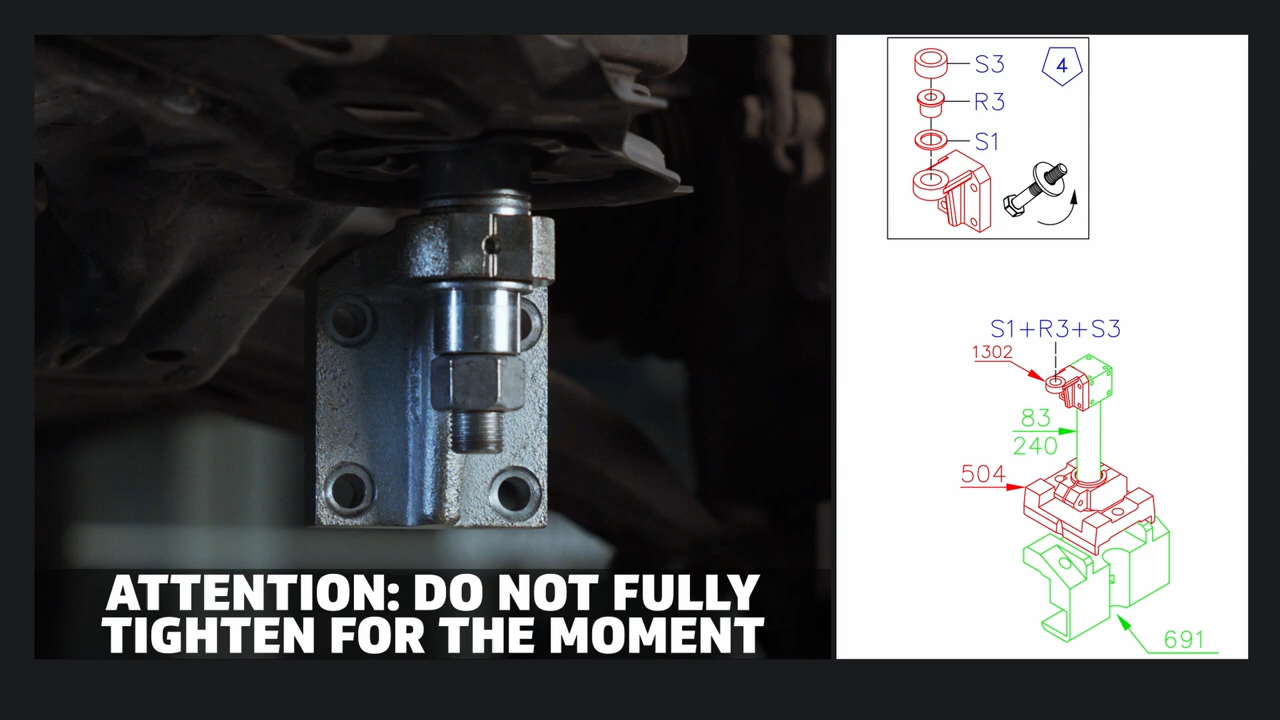 S3
4
R3
S1
S1+R3+S3
1302
83
240
504
691
ATTENTION: DO NOT FULLY
TIGHTEN FOR THE MOMENT